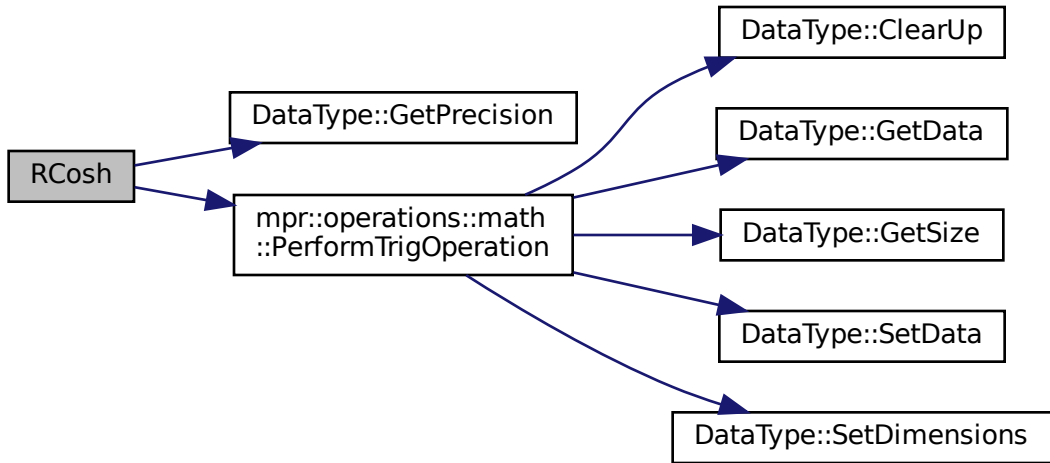 RCosh
DataType::GetPrecision
mpr::operations::math
::PerformTrigOperation
DataType::ClearUp
DataType::GetData
DataType::GetSize
DataType::SetData
DataType::SetDimensions